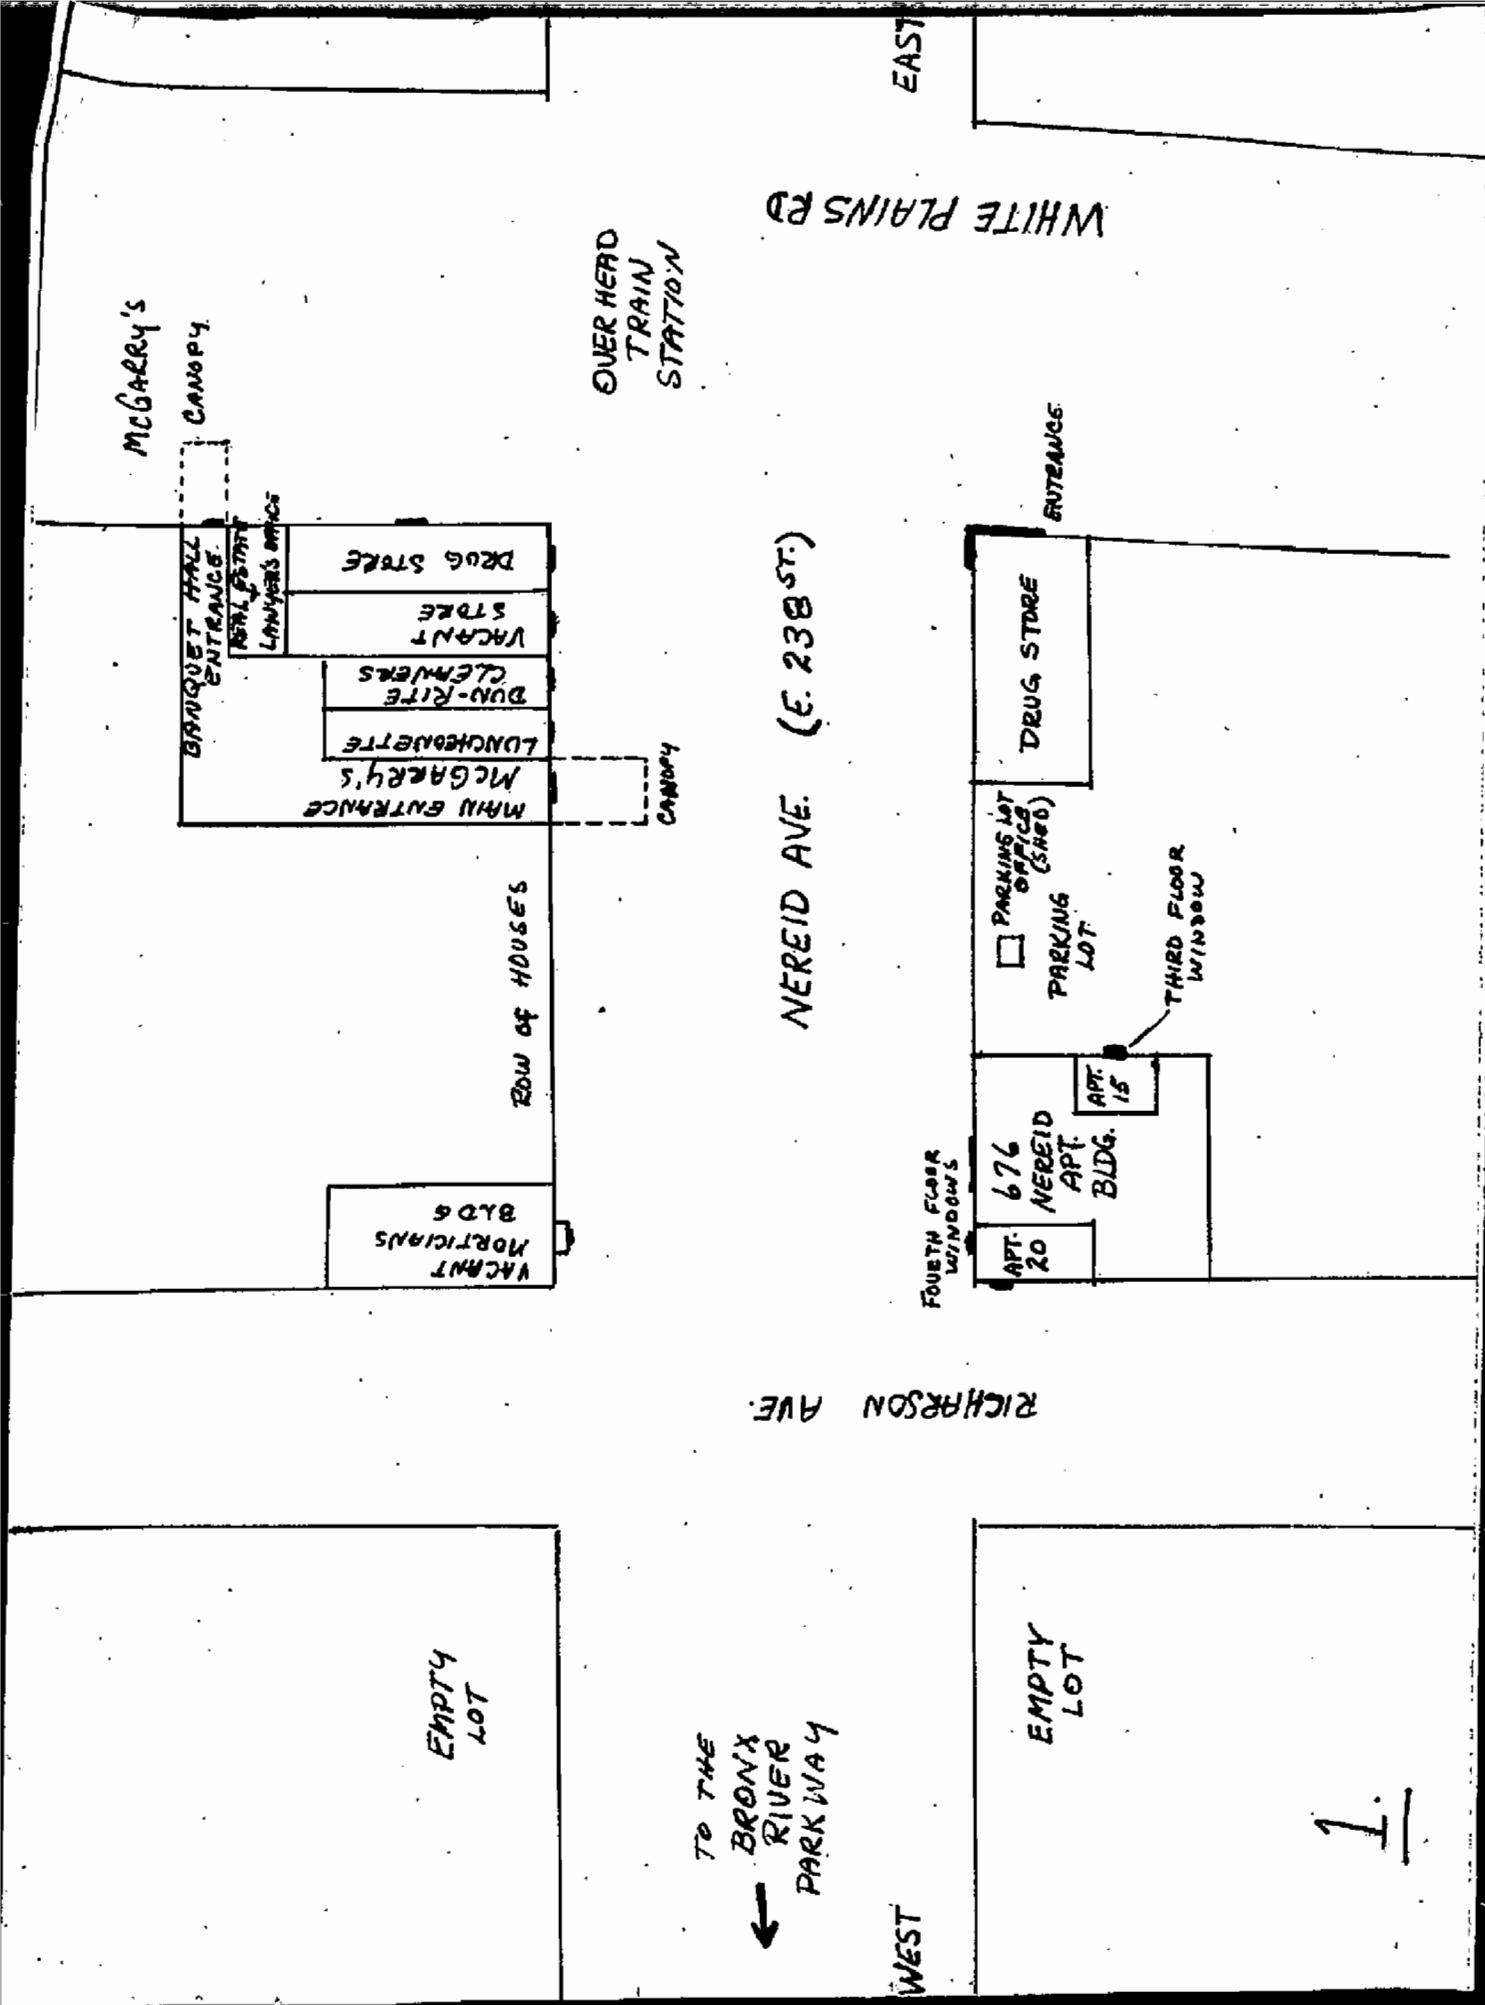 McGARRY'S
CANOPY.
BANQUET HALL
ENTRANCE.
REAL ESTATE
+
LAWYERS OFFICE
DRUG STORE
VACANT
STORE
DUN-RITE
CLEANERS
LUNCHEONETTE
MAIN ENTRANCE
McGARRY'S
CANOPY
ROW OF HOUSES
VACANT
MORTICIANS
BLDG
EMPTY
LOT
OVER HEAD
TRAIN
STATION
WHITE PLAINS RD
EAST
NEREID AVE. (E. 238 ST.)
RICHARSON AVE.
TO THE
BRONX
RIVER
PARKWAY
WEST
ENTRANCE
DRUG STORE
PARKING LOT
OFFICE
(SHED)
PARKING
LOT
THIRD FLOOR
WINDOW
APT.
15
676
NEREID
APT.
BLDG.
FOURTH FLOOR
WINDOWS
APT.
20
EMPTY
LOT
1.